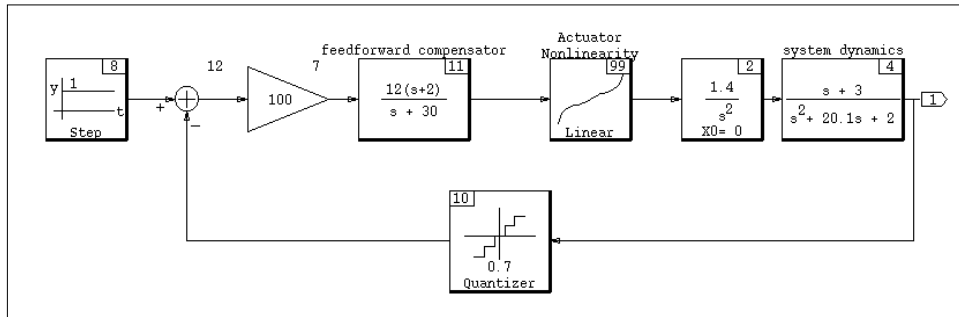 Actuator
feedforward compensator Nonlinearity system dynamics
8
y 1
t
Step
+
−
12
100
7
11
12(s+2)
s + 30
99
Linear
2
1.4
s2
X0= 0
4
s + 3
s2+ 20.1s + 2
1
10
0.7
Quantizer